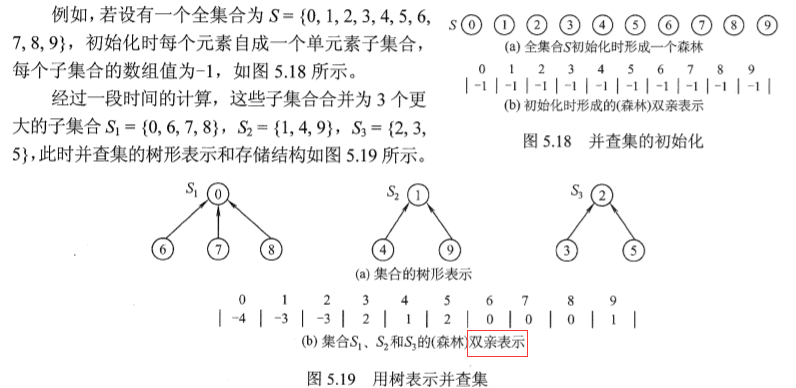 例如，若设有一个全集合为 S = {0, 1, 2, 3, 4, 5, 6,
7, 8, 9}，初始化时每个元素自成一个单元素子集合，
每个子集合的数组值为−1，如图 5.18 所示。
经过一段时间的计算，这些子集合合并为 3 个更
大的子集合 S₁ = {0, 6, 7, 8}，S₂ = {1, 4, 9}，S₃ = {2, 3,
5}，此时并查集的树形表示和存储结构如图 5.19 所示。
S 0 1 2 3 4 5 6 7 8 9
(a) 全集合S初始化时形成一个森林
0 1 2 3 4 5 6 7 8 9
| −1 | −1 | −1 | −1 | −1 | −1 | −1 | −1 | −1 | −1 |
(b) 初始化时形成的(森林)双亲表示
图 5.18 并查集的初始化
S₁ 0 S₂ 1 S₃ 2
6 7 8 4 9 3 5
(a) 集合的树形表示
0 1 2 3 4 5 6 7 8 9
| −4 | −3 | −3 | 2 | 1 | 2 | 0 | 0 | 0 | 1 |
(b) 集合S₁、S₂和S₃的(森林)双亲表示
图 5.19 用树表示并查集